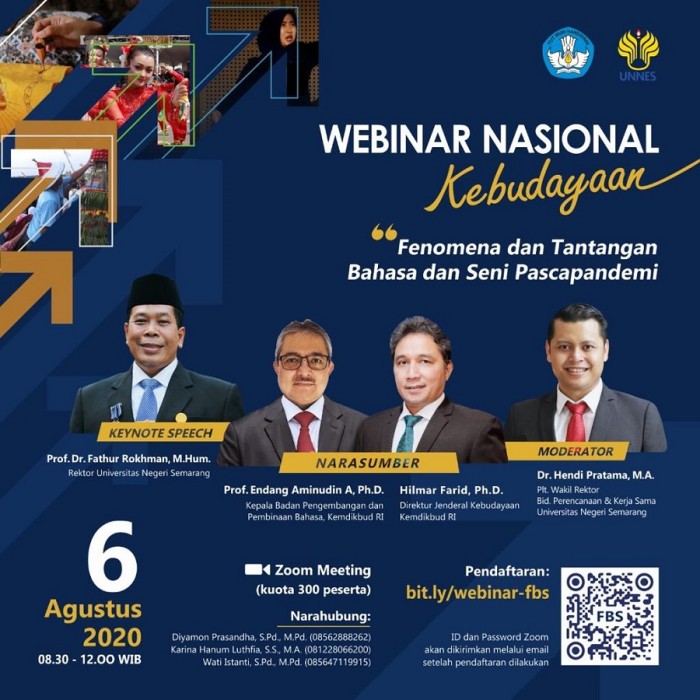 UNNES
WEBINAR NASIONAL
Kebudayaan
“Fenomena dan Tantangan
Bahasa dan Seni Pascapandemi
KEYNOTE SPEECH
Prof. Dr. Fathur Rokhman, M.Hum.
Rektor Universitas Negeri Semarang
NARASUMBER
Prof. Endang Aminudin A, Ph.D.
Kepala Badan Pengembangan dan
Pembinaan Bahasa, Kemdikbud RI
Hilmar Farid, Ph.D.
Direktur Jenderal Kebudayaan
Kemdikbud RI
MODERATOR
Dr. Hendi Pratama, M.A.
Plt. Wakil Rektor
Bid. Perencanaan & Kerja Sama
Universitas Negeri Semarang
6
Agustus
2020
08.30 - 12.00 WIB
Zoom Meeting
(kuota 300 peserta)
Narahubung:
Diyamon Prasandha, S.Pd., M.Pd. (08562888262)
Karina Hanum Luthfia, S.S., M.A. (081228066200)
Wati Istanti, S.Pd., M.Pd. (085647119915)
Pendaftaran:
bit.ly/webinar-fbs
ID dan Password Zoom
akan dikirimkan melalui email
setelah pendaftaran dilakukan
FBS